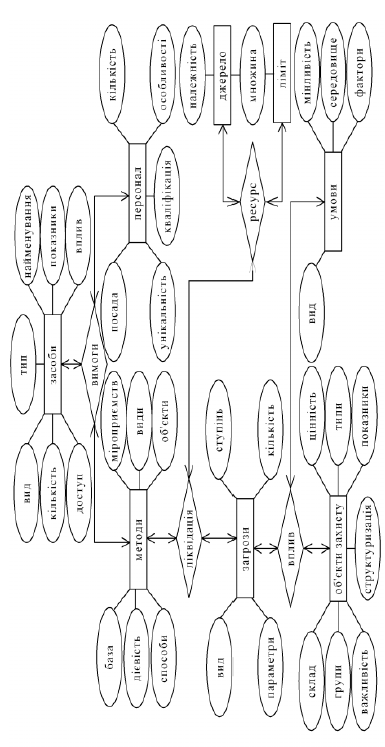 вид
тип
найменування
кількість
засоби
показники
доступ
вплив
вимоги
база
міроприємств
посада
кількість
дієвість
методи
види
персонал
способи
об'єкти
унікальність
кваліфікація
особливості
ліквідація
вид
ступінь
належність
загрози
джерело
параметри
кількість
ресурс
множина
ліміт
вплив
склад
цінність
вид
мінливість
групи
об'єкти захисту
типи
умови
середовище
важливість
структуризація
показники
фактори